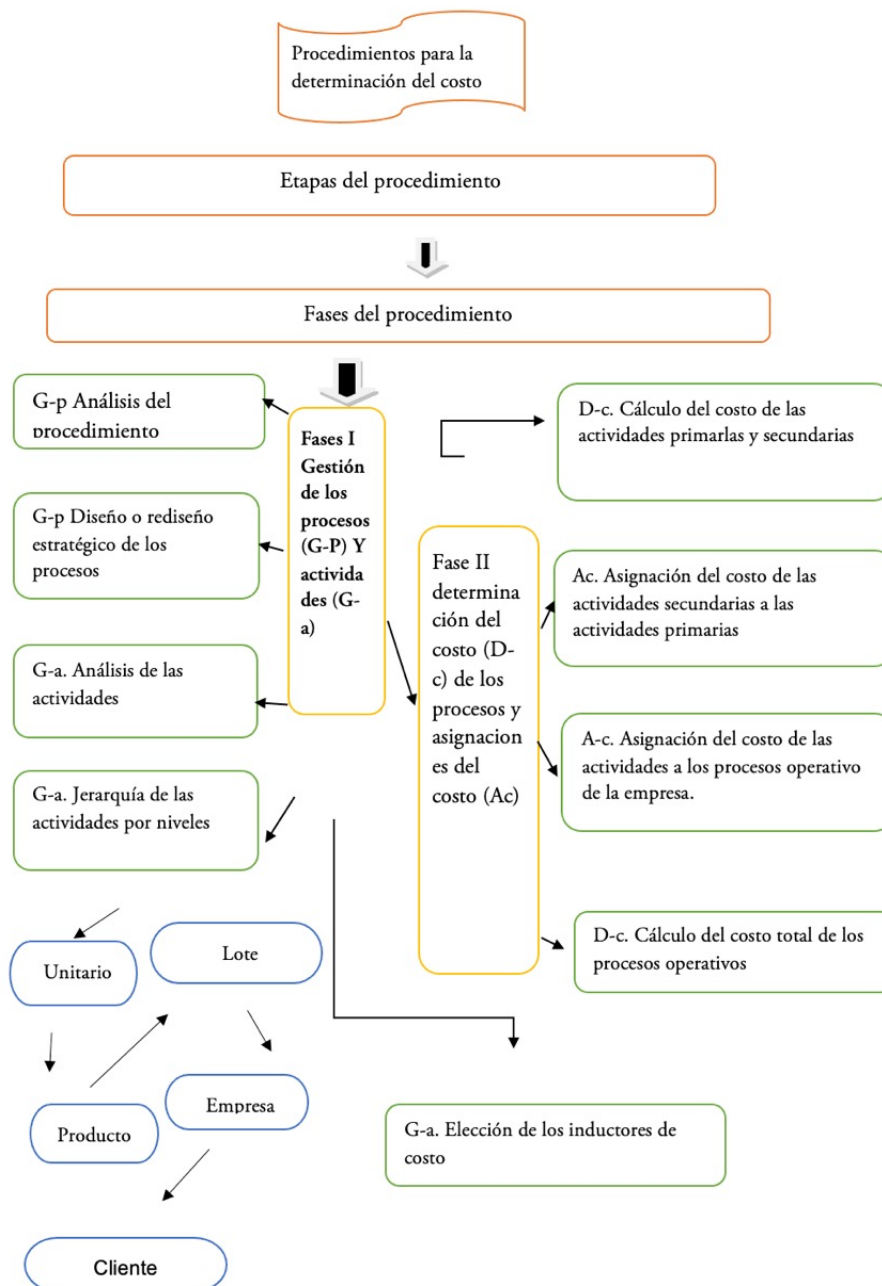 Procedimientos para la
determinación del costo
Etapas del procedimiento
Fases del procedimiento
G-p Análisis del
procedimiento
G-p Diseño o rediseño
estratégico de los
procesos
G-a. Análisis de las
actividades
G-a. Jerarquía de las
actividades por niveles
Fases I
Gestión
de los
procesos
(G-P) Y
activida
des (G-
a)
Fase II
determina
ción del
costo (D-
c) de los
procesos y
asignacion
es del
costo (Ac)
D-c. Cálculo del costo de las
actividades primarlas y secundarias
Ac. Asignación del costo de las
actividades secundarias a las
actividades primarias
A-c. Asignación del costo de las
actividades a los procesos operativo
de la empresa.
D-c. Cálculo del costo total de los
procesos operativos
Unitario
Lote
Producto
Empresa
Cliente
G-a. Elección de los inductores de
costo